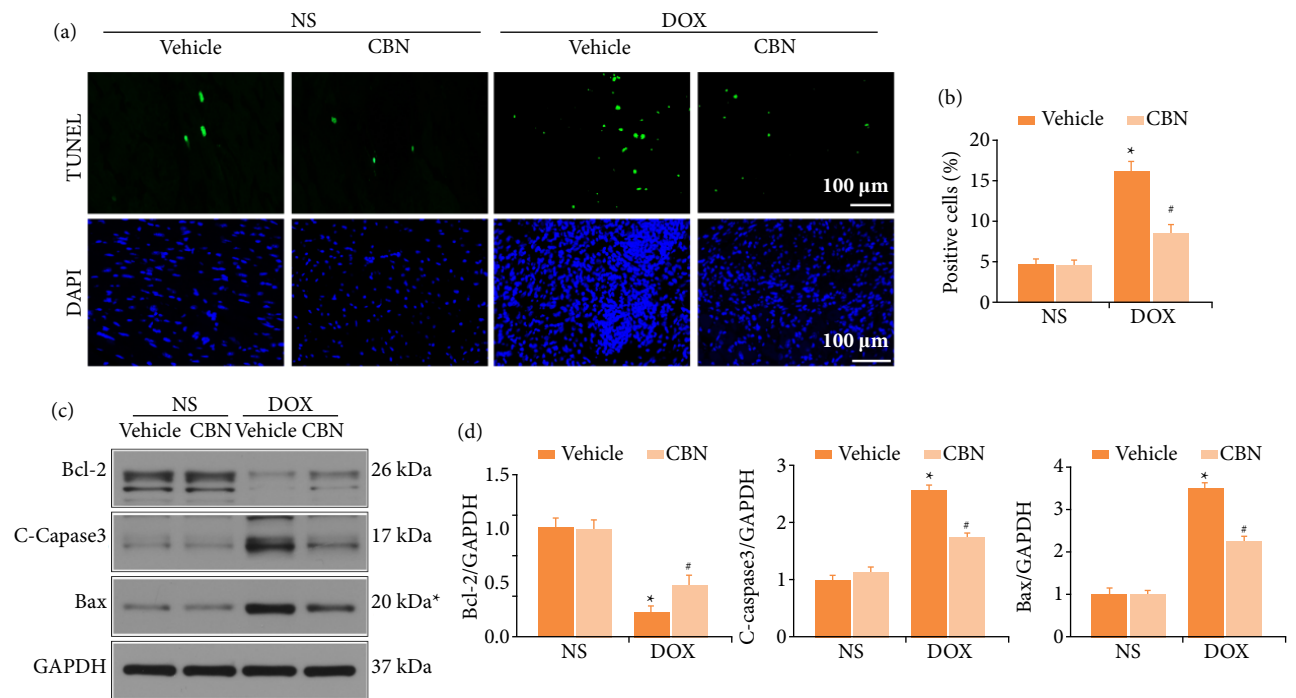 (a)
NS
DOX
Vehicle
CBN
Vehicle
CBN
TUNEL
100 µm
DAPI
100 µm
(b)
Vehicle
CBN
Positive cells (%)
20
15
10
5
0
*
#
NS
DOX
(c)
NS
DOX
Vehicle CBN Vehicle CBN
Bcl-2
26 kDa
C-Capase3
17 kDa
Bax
20 kDa*
GAPDH
37 kDa
(d)
Vehicle
CBN
Bcl-2/GAPDH
1.5
1.0
0.5
0.0
*
#
NS
DOX
Vehicle
CBN
C-caspase3/GAPDH
3
2
1
0
*
#
NS
DOX
Vehicle
CBN
Bax/GAPDH
4
3
2
1
0
*
#
NS
DOX